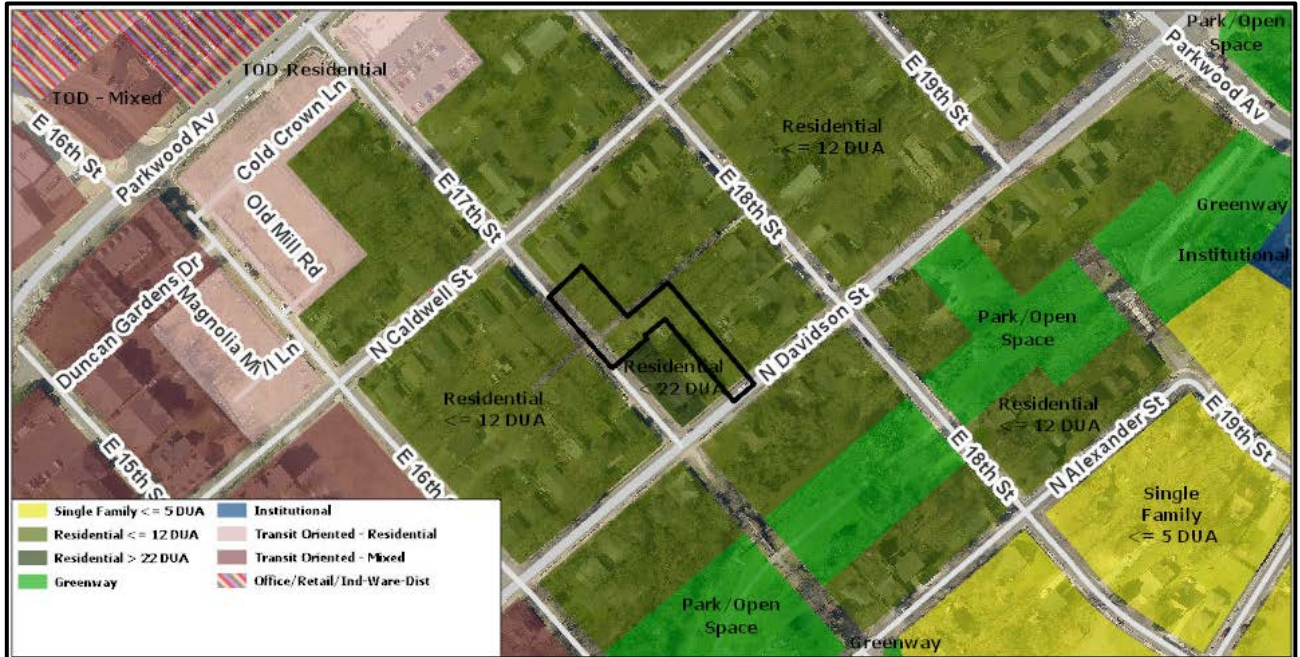 Park/Open
Space
Parkwood Av
TOD-Residential
TOD - Mixed
E 16th St
Parkwood Av
Cold Crown Ln
Old Mill Rd
E 17th St
E 18th St
E 19th St
Residential
<= 12 DUA
Greenway
Institutional
Duncan Gardens Dr
Magnolia Mill Ln
N Caldwell St
N Davidson St
Park/Open
Space
Residential
< 22 DUA
Residential
<= 12 DUA
Residential
<= 12 DUA
E 15th S
E 16th
E 18th St
N Alexander St
E 19th St
Single
Family
<= 5 DUA
Park/Open
Space
Greenway
Single Family <= 5 DUA
Residential <= 12 DUA
Residential > 22 DUA
Greenway
Institutional
Transit Oriented - Residential
Transit Oriented - Mixed
Office/Retail/Ind-Ware-Dist